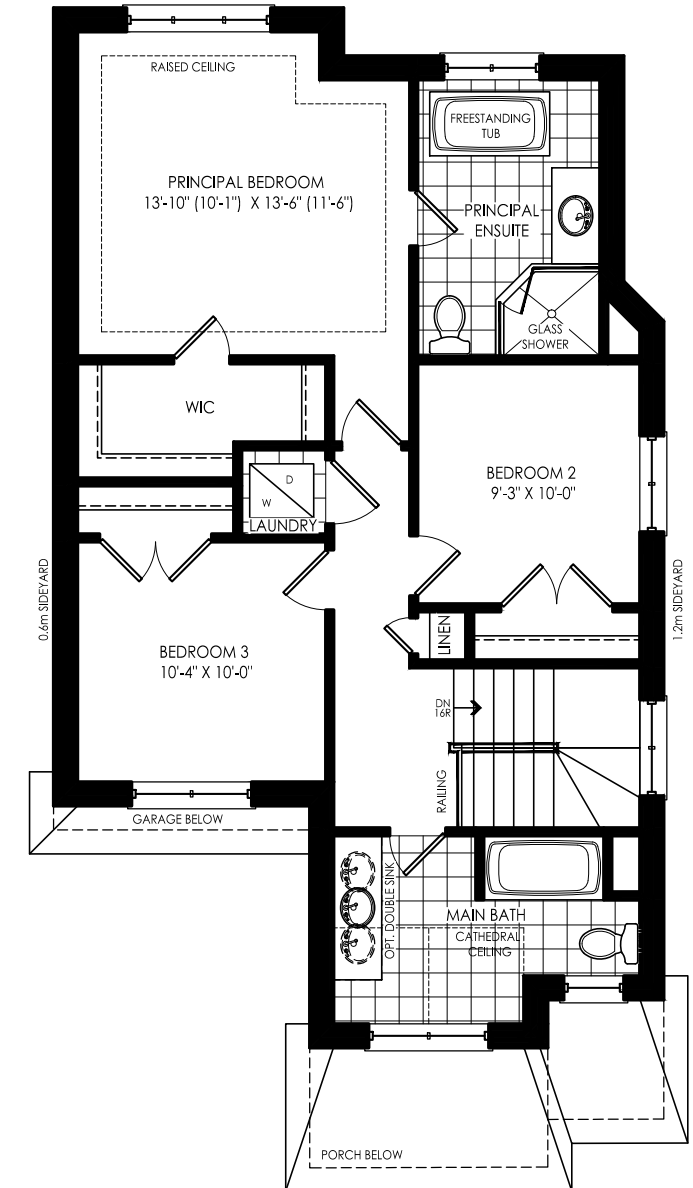 RAISED CEILING
PRINCIPAL BEDROOM
13'-10" (10'-1") X 13'-6" (11'-6")
FREESTANDING
TUB
PRINCIPAL
ENSUITE
GLASS
SHOWER
WIC
D
W
LAUNDRY
BEDROOM 2
9'-3" X 10'-0"
0.6m SIDEYARD
1.2m SIDEYARD
BEDROOM 3
10'-4" X 10'-0"
LINEN
DN
16R
RAILING
GARAGE BELOW
OPT. DOUBLE SINK
MAIN BATH
CATHEDRAL
CEILING
PORCH BELOW